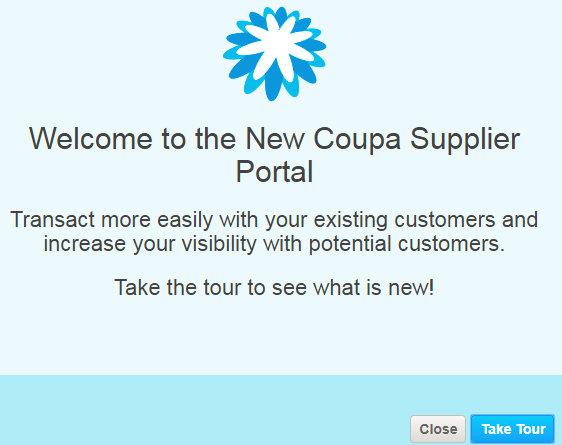 Welcome to the New Coupa Supplier
Portal
Transact more easily with your existing customers and
increase your visibility with potential customers.
Take the tour to see what is new!
Close Take Tour